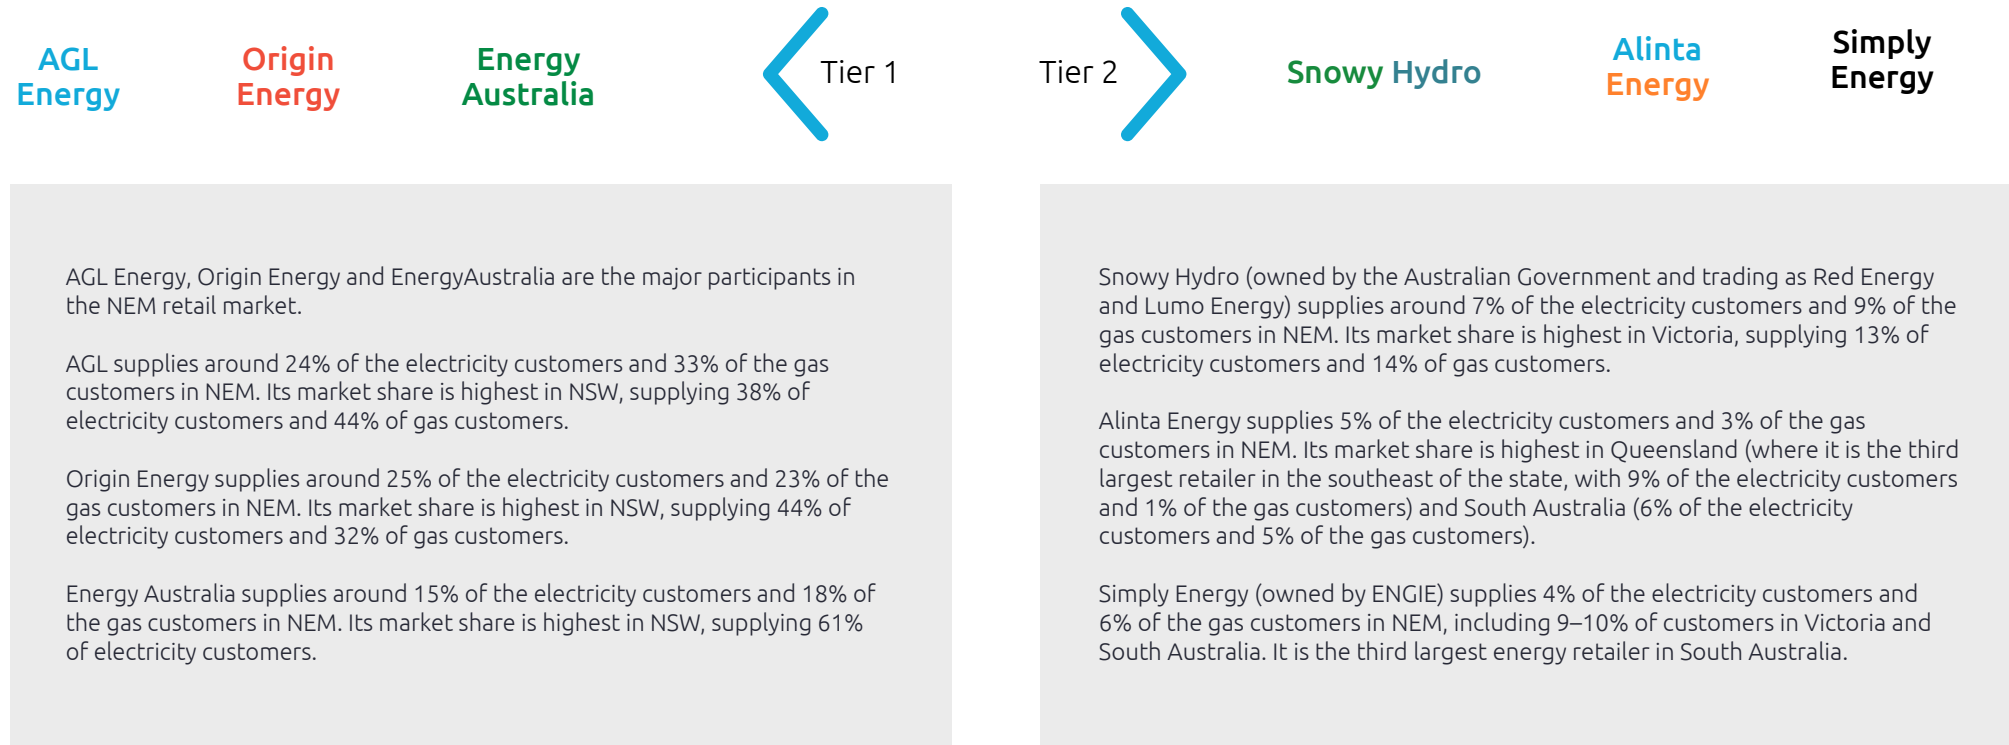 AGL
Energy
Origin
Energy
Energy
Australia
Tier 1
Tier 2
Snowy Hydro
Alinta
Energy
Simply
Energy
AGL Energy, Origin Energy and EnergyAustralia are the major participants in
the NEM retail market.
AGL supplies around 24% of the electricity customers and 33% of the gas
customers in NEM. Its market share is highest in NSW, supplying 38% of
electricity customers and 44% of gas customers.
Origin Energy supplies around 25% of the electricity customers and 23% of the
gas customers in NEM. Its market share is highest in NSW, supplying 44% of
electricity customers and 32% of gas customers.
Energy Australia supplies around 15% of the electricity customers and 18% of
the gas customers in NEM. Its market share is highest in NSW, supplying 61%
of electricity customers.
Snowy Hydro (owned by the Australian Government and trading as Red Energy
and Lumo Energy) supplies around 7% of the electricity customers and 9% of the
gas customers in NEM. Its market share is highest in Victoria, supplying 13% of
electricity customers and 14% of gas customers.
Alinta Energy supplies 5% of the electricity customers and 3% of the gas
customers in NEM. Its market share is highest in Queensland (where it is the third
largest retailer in the southeast of the state, with 9% of the electricity customers
and 1% of the gas customers) and South Australia (6% of the electricity
customers and 5% of the gas customers).
Simply Energy (owned by ENGIE) supplies 4% of the electricity customers and
6% of the gas customers in NEM, including 9–10% of customers in Victoria and
South Australia. It is the third largest energy retailer in South Australia.